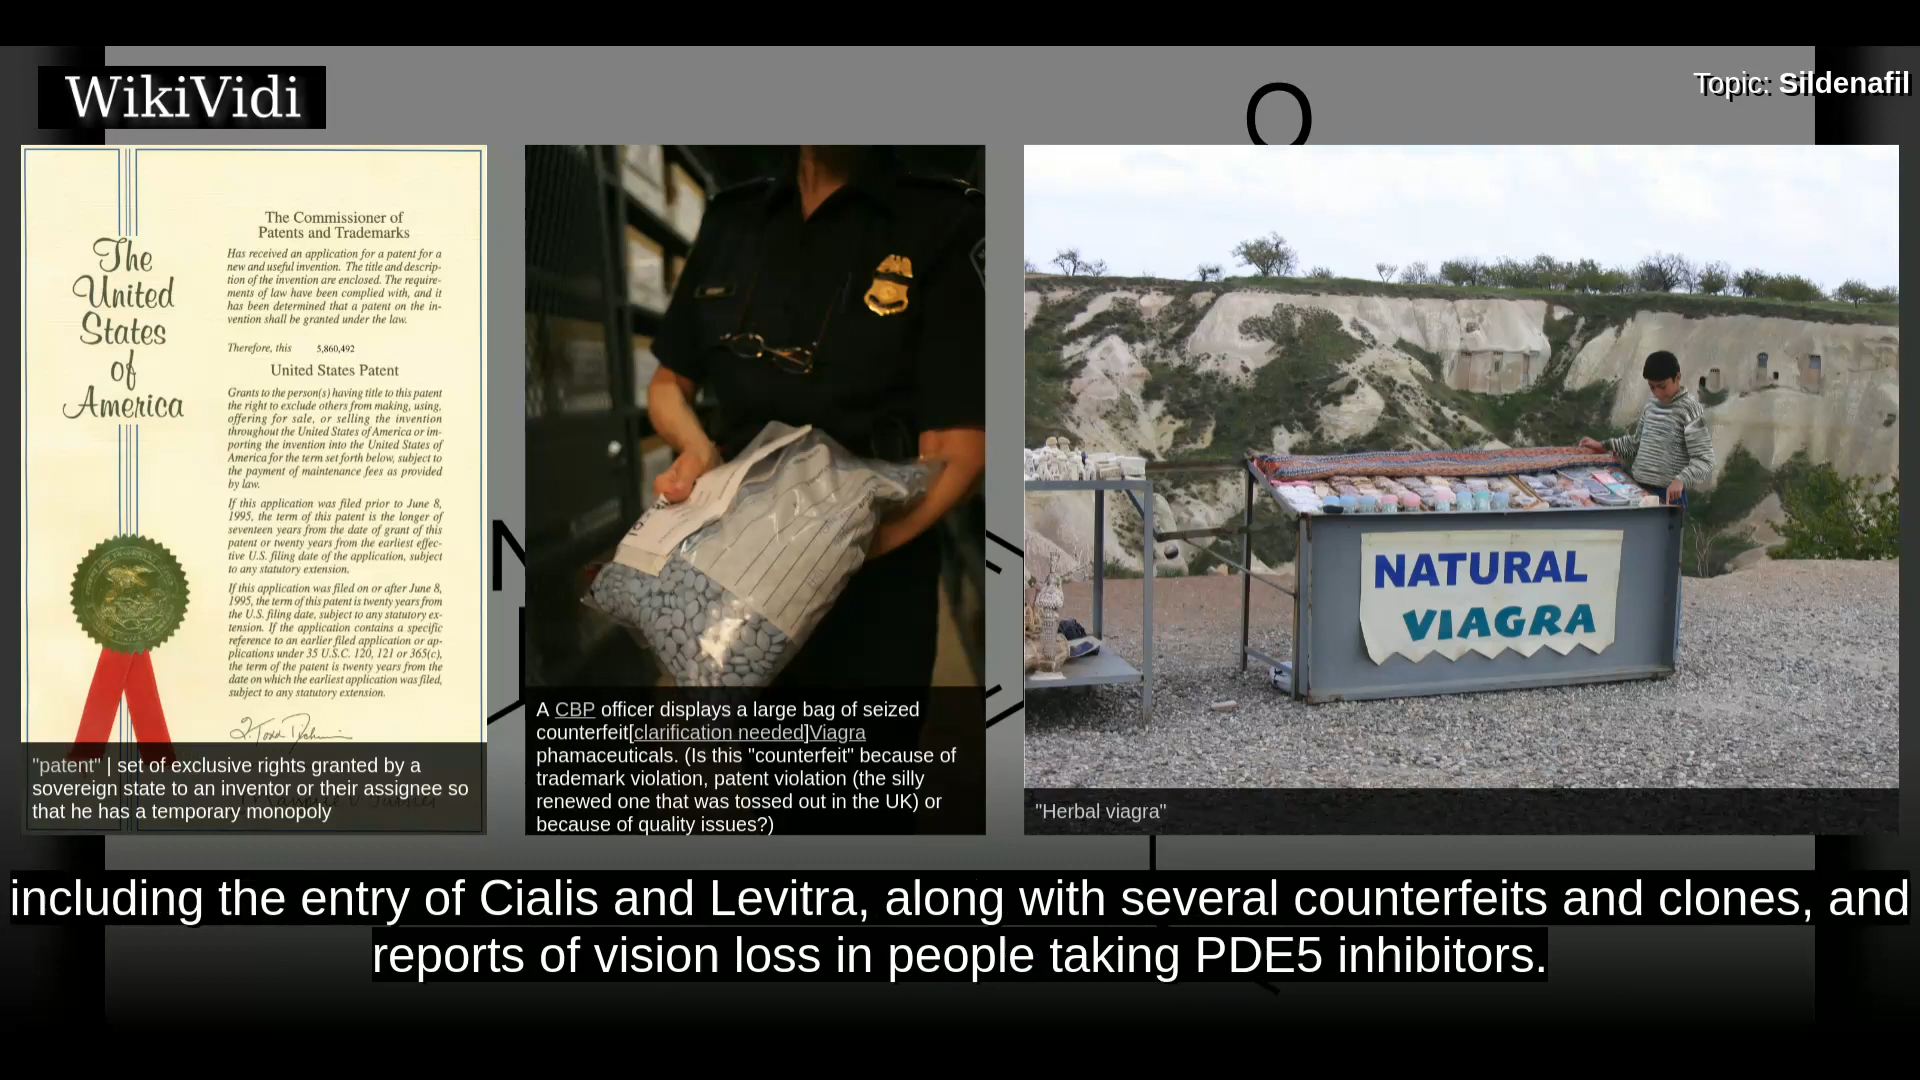 WikiVidi
Topic: Sildenafil
O
N
The
United
States
of
America
The Commissioner of
Patents and Trademarks
Has received an application for a patent for a
new and useful invention. The title and descrip-
tion of the invention are enclosed. The require-
ments of law have been complied with, and it
has been determined that a patent on the in-
vention shall be granted under the law.
Therefore, this 5,860,492
United States Patent
Grants to the person(s) having title to this patent
the right to exclude others from making, using,
offering for sale, or selling the invention
throughout the United States of America or im-
porting the invention into the United States of
America for the term set forth below, subject to
the payment of maintenance fees as provided
by law.
If this application was filed prior to June 8,
1995, the term of this patent is the longer of
seventeen years from the date of grant of this
patent or twenty years from the earliest effec-
tive U.S. filing date of the application, subject
to any statutory extension.
If this application was filed on or after June 8,
1995, the term of this patent is twenty years from
the U.S. filing date, subject to any statutory ex-
tension. If the application contains a specific
reference to an earlier filed application or ap-
plications under 35 U.S.C. 120, 121 or 365(c),
the term of the patent is twenty years from the
date on which the earliest application was filed,
subject to any statutory extension.
"patent" | set of exclusive rights granted by a
sovereign state to an inventor or their assignee so
that he has a temporary monopoly
A CBP officer displays a large bag of seized
counterfeit[clarification needed]Viagra
phamaceuticals. (Is this "counterfeit" because of
trademark violation, patent violation (the silly
renewed one that was tossed out in the UK) or
because of quality issues?)
NATURAL
VIAGRA
"Herbal viagra"
including the entry of Cialis and Levitra, along with several counterfeits and clones, and
reports of vision loss in people taking PDE5 inhibitors.